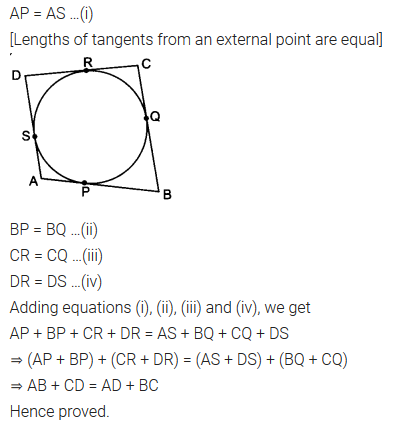 AP = AS ...(i)
[Lengths of tangents from an external point are equal]
R
C
D
Q
S
A
P
B
BP = BQ ...(ii)
CR = CQ ...(iii)
DR = DS ...(iv)
Adding equations (i), (ii), (iii) and (iv), we get
AP + BP + CR + DR = AS + BQ + CQ + DS
⇒ (AP + BP) + (CR + DR) = (AS + DS) + (BQ + CQ)
⇒ AB + CD = AD + BC
Hence proved.